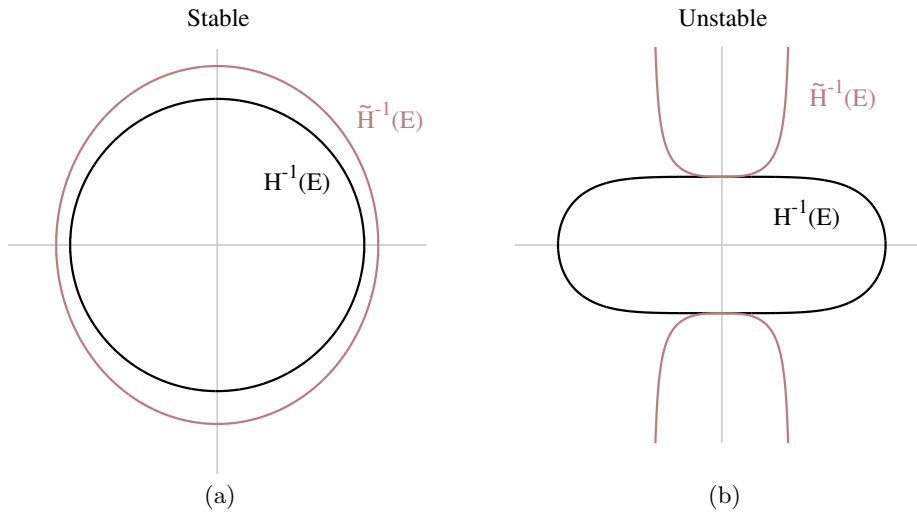 Stable
H̃⁻¹(E)
H⁻¹(E)
(a)
Unstable
H̃⁻¹(E)
H⁻¹(E)
(b)